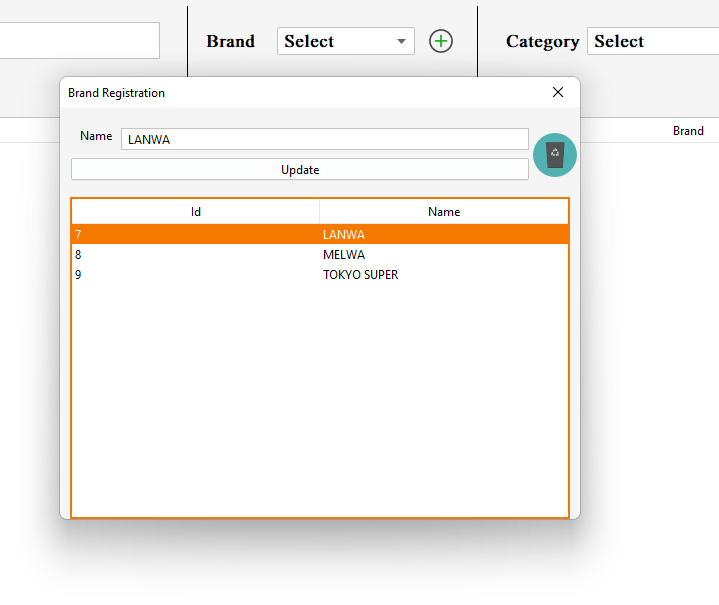 Brand Select Category Select
Brand Registration
Brand
Name LANWA
Update
Id Name
7 LANWA
8 MELWA
9 TOKYO SUPER